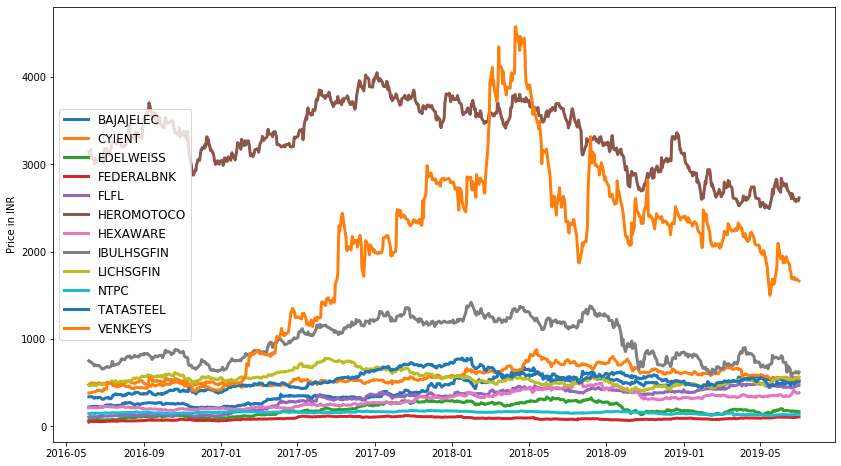 4000
3000
2000
1000
0
Price in INR
BAJAJELEC
CYIENT
EDELWEISS
FEDERALBNK
FLFL
HEROMOTOCO
HEXAWARE
IBULHSGFIN
LICHSGFIN
NTPC
TATASTEEL
VENKEYS
2016-05 2016-09 2017-01 2017-05 2017-09 2018-01 2018-05 2018-09 2019-01 2019-05